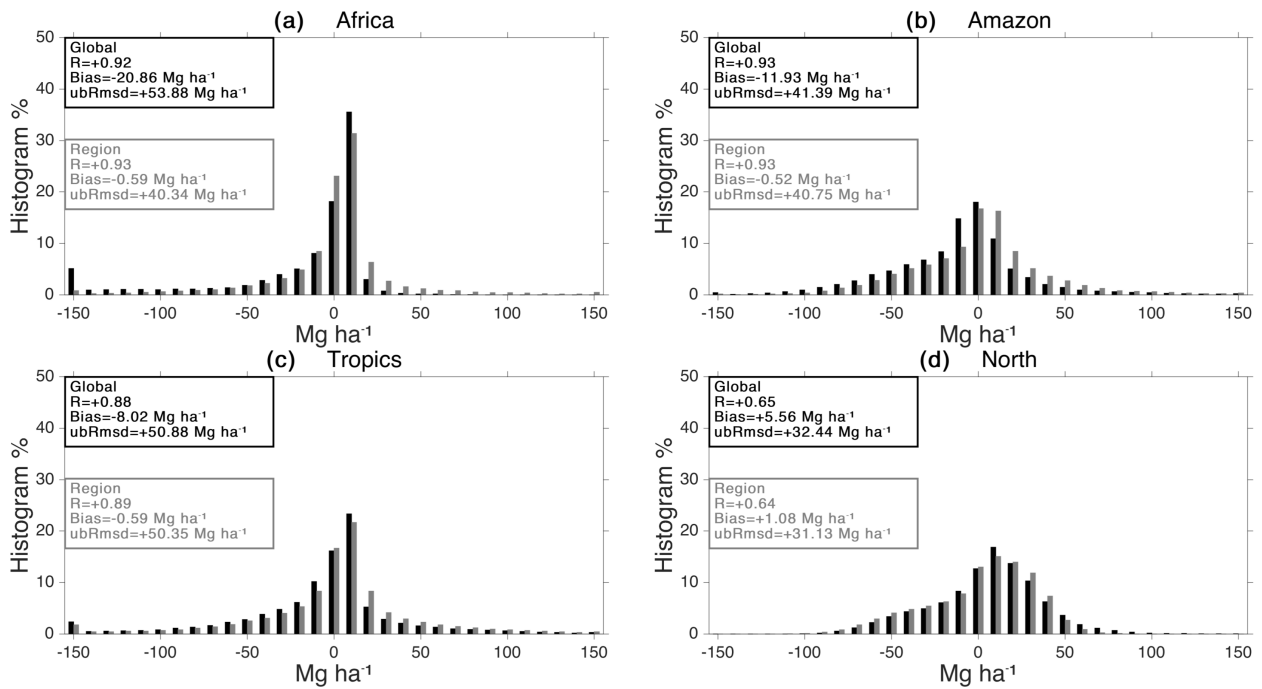 (a) Africa
50
40
30
20
10
0
Histogram %
Global
R=+0.92
Bias=-20.86 Mg ha⁻¹
ubRmsd=+53.88 Mg ha⁻¹
Region
R=+0.93
Bias=-0.59 Mg ha⁻¹
ubRmsd=+40.34 Mg ha⁻¹
-150 -100 -50 0 50 100 150
Mg ha⁻¹
(b) Amazon
50
40
30
20
10
0
Histogram %
Global
R=+0.93
Bias=-11.93 Mg ha⁻¹
ubRmsd=+41.39 Mg ha⁻¹
Region
R=+0.93
Bias=-0.52 Mg ha⁻¹
ubRmsd=+40.75 Mg ha⁻¹
-150 -100 -50 0 50 100 150
Mg ha⁻¹
(c) Tropics
50
40
30
20
10
0
Histogram %
Global
R=+0.88
Bias=-8.02 Mg ha⁻¹
ubRmsd=+50.88 Mg ha⁻¹
Region
R=+0.89
Bias=-0.59 Mg ha⁻¹
ubRmsd=+50.35 Mg ha⁻¹
-150 -100 -50 0 50 100 150
Mg ha⁻¹
(d) North
50
40
30
20
10
0
Histogram %
Global
R=+0.65
Bias=+5.56 Mg ha⁻¹
ubRmsd=+32.44 Mg ha⁻¹
Region
R=+0.64
Bias=+1.08 Mg ha⁻¹
ubRmsd=+31.13 Mg ha⁻¹
-150 -100 -50 0 50 100 150
Mg ha⁻¹